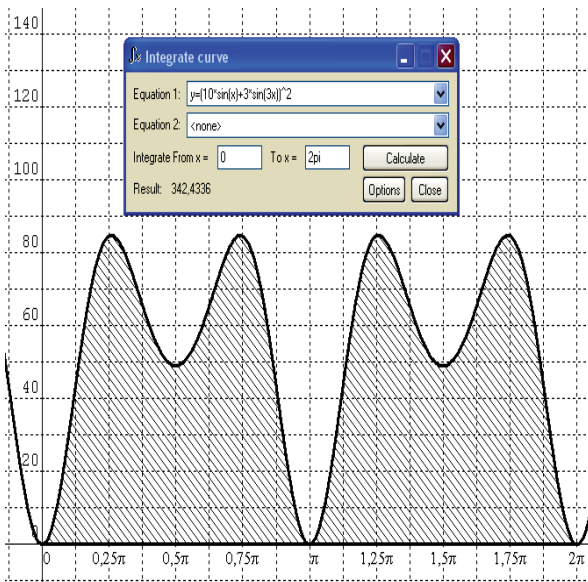 140
120
100
80
60
40
20
0
Integrate curve
Equation 1: y=(10*sin(x)+3*sin(3x))^2
Equation 2: <none>
Integrate From x = 0 To x = 2pi Calculate
Result: 342,4336 Options Close
0 0,25π 0,5π 0,75π π 1,25π 1,5π 1,75π 2π